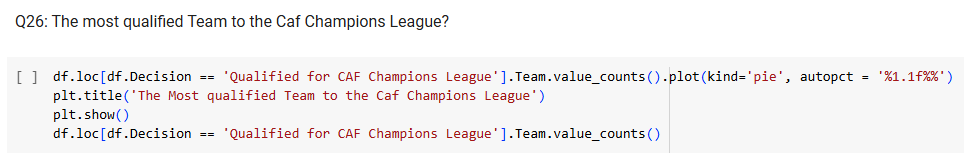 Q26: The most qualified Team to the Caf Champions League?
[ ] df.loc[df.Decision == 'Qualified for CAF Champions League'].Team.value_counts().plot(kind='pie', autopct = '%1.1f%%')
plt.title('The Most qualified Team to the Caf Champions League')
plt.show()
df.loc[df.Decision == 'Qualified for CAF Champions League'].Team.value_counts()